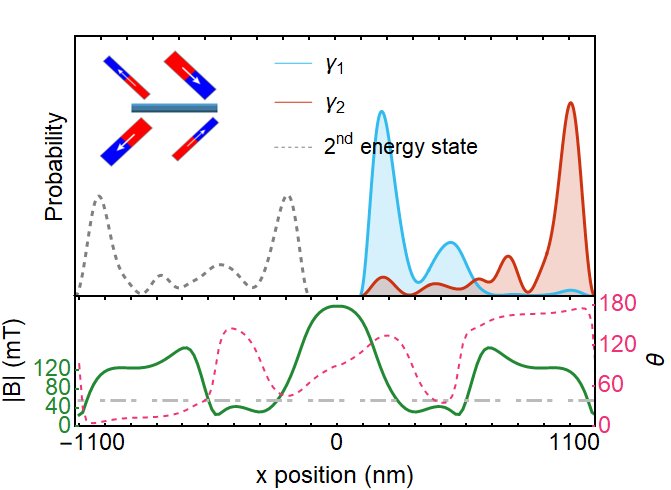 γ1
γ2
2nd energy state
Probability
|B| (mT)
120
80
40
0
180
120
60
0
θ
−1100
0
1100
x position (nm)